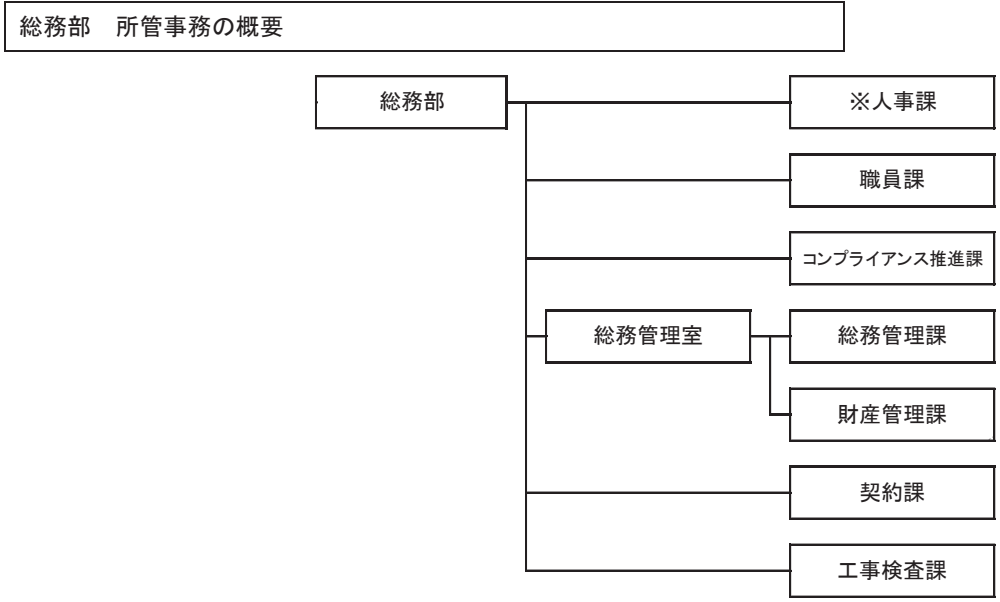 総務部　所管事務の概要
総務部
※人事課
職員課
コンプライアンス推進課
総務管理室
総務管理課
財産管理課
契約課
工事検査課